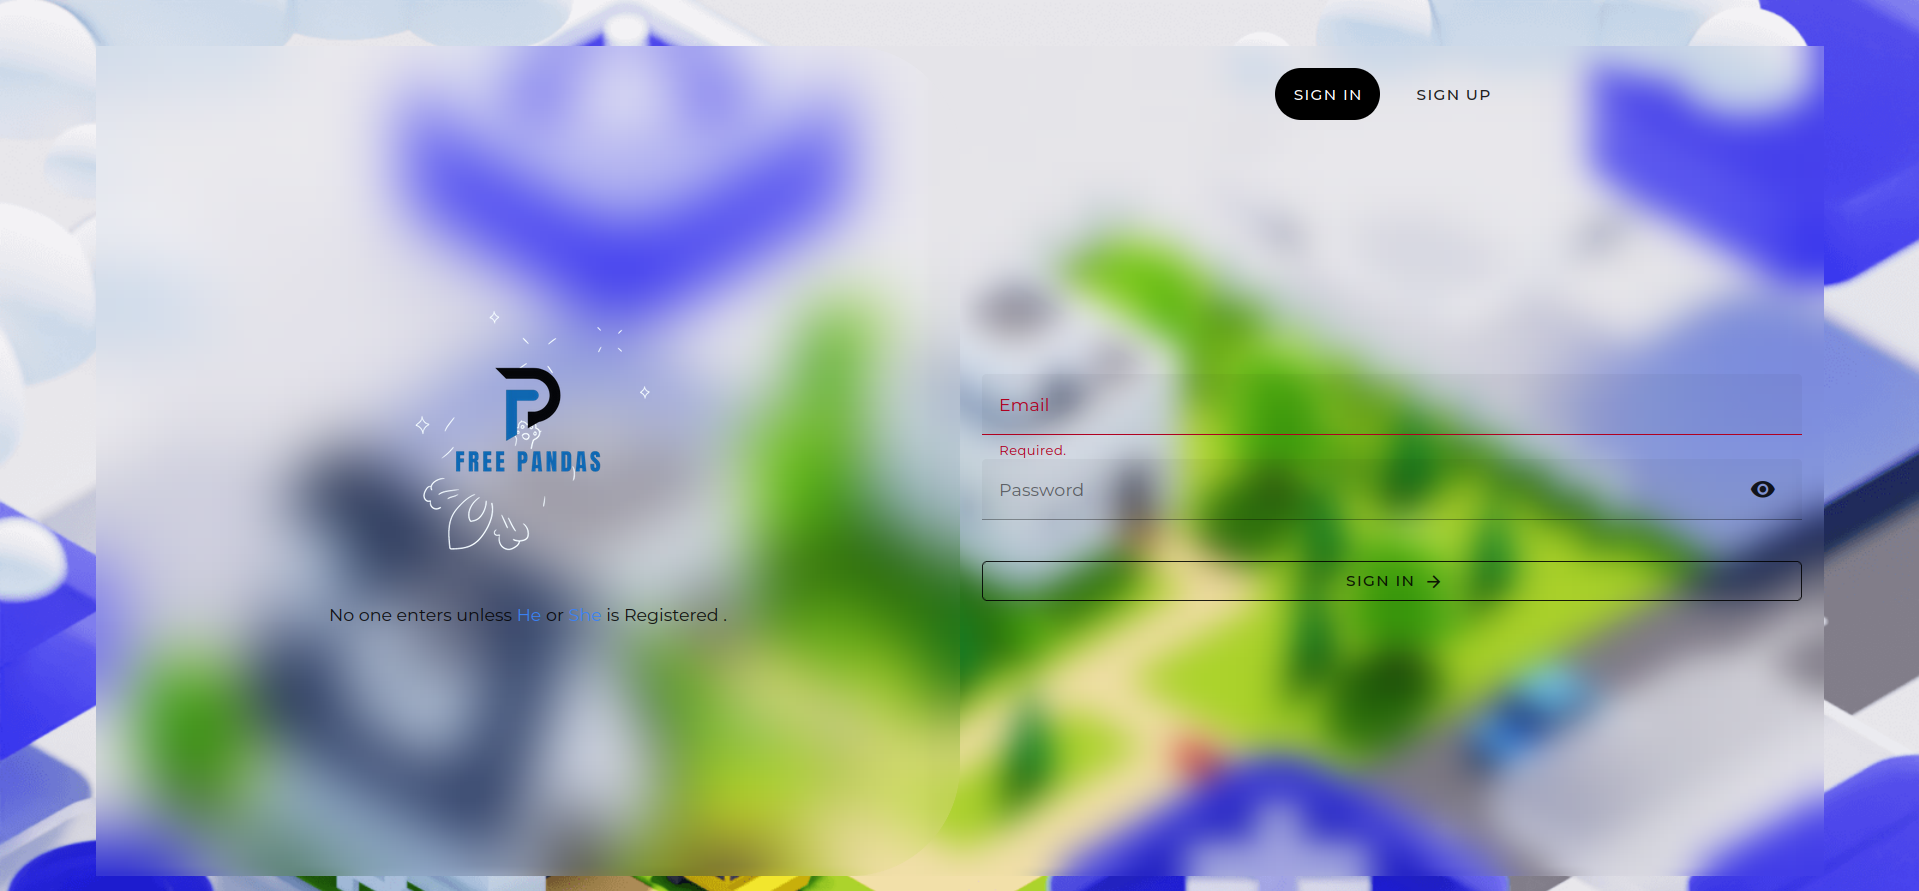 SIGN IN SIGN UP
FREE PANDAS
No one enters unless He or She is Registered .
Email
Required.
Password
SIGN IN →